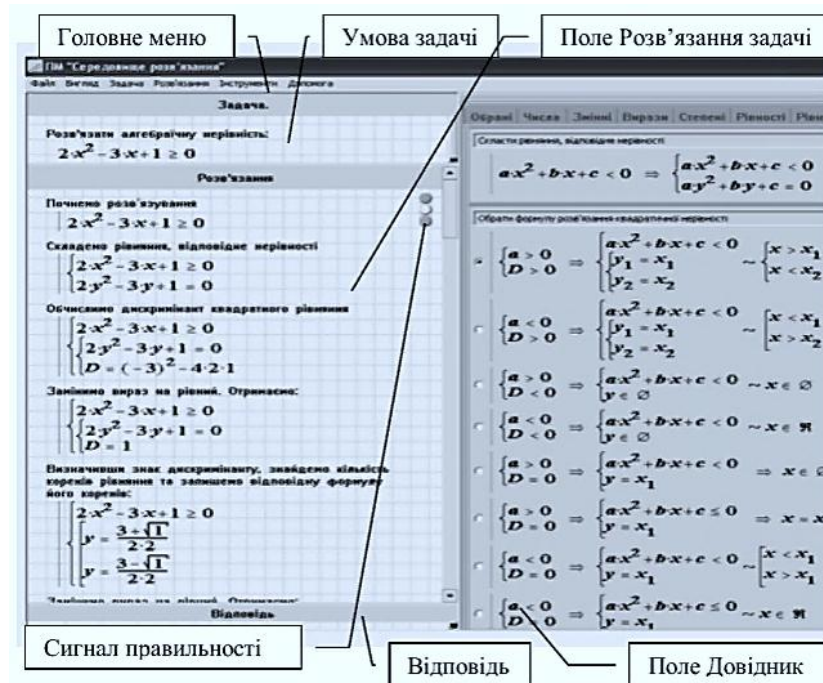 Головне меню
Умова задачі
Поле Розв’язання задачі
ПМ "Середовище розв'язання"
Файл Вигляд Задача Розв'язання Інструменти Допомога
Задача.
Розв'язати алгебраїчну нерівність:
2·x² − 3·x + 1 ≥ 0
Розв'язання
Почнемо розв'язування
2·x² − 3·x + 1 ≥ 0
Складемо рівняння, відповідне нерівності
2·x² − 3·x + 1 ≥ 0
2·y² − 3·y + 1 = 0
Обчислимо дискримінант квадратного рівняння
2·x² − 3·x + 1 ≥ 0
2·y² − 3·y + 1 = 0
D = (−3)² − 4·2·1
Замінимо вираз на рівний. Отримаємо:
2·x² − 3·x + 1 ≥ 0
2·y² − 3·y + 1 = 0
D = 1
Визначивши знак дискримінанту, знайдемо кількість
коренів рівняння та запишемо відповідну формулу
його коренів:
2·x² − 3·x + 1 ≥ 0
y = (3 + √1) / (2·2)
y = (3 − √1) / (2·2)
Замінимо вираз на рівний. Отримаємо:
Відповідь
Обрані Числа Змінні Вирази Степені Рівності
Скласти рівняння, відповідне нерівності
a·x² + b·x + c < 0 ⇒ { a·x² + b·x + c < 0
a·y² + b·y + c = 0
Обрати формулу розв'язання квадратичної нерівності
{ a > 0 D > 0 ⇒ { a·x² + b·x + c < 0 { y₁ = x₁ y₂ = x₂ ~ { x > x₁ x < x₂
{ a < 0 D > 0 ⇒ { a·x² + b·x + c < 0 { y₁ = x₁ y₂ = x₂ ~ [ x < x₁ x > x₂
{ a > 0 D < 0 ⇒ { a·x² + b·x + c < 0 y ∈ ∅ ~ x ∈ ∅
{ a < 0 D < 0 ⇒ { a·x² + b·x + c < 0 y ∈ ∅ ~ x ∈ ℜ
{ a > 0 D = 0 ⇒ { a·x² + b·x + c < 0 y = x₁ ⇒ x ∈ ∅
{ a > 0 D = 0 ⇒ { a·x² + b·x + c ≤ 0 y = x₁ ⇒ x = x
{ a < 0 D = 0 ⇒ { a·x² + b·x + c < 0 y = x₁ ~ [ x < x₁ x > x₁
{ a < 0 D = 0 ⇒ { a·x² + b·x + c ≤ 0 y = x₁ ~ x ∈ ℜ
Сигнал правильності
Відповідь
Поле Довідник